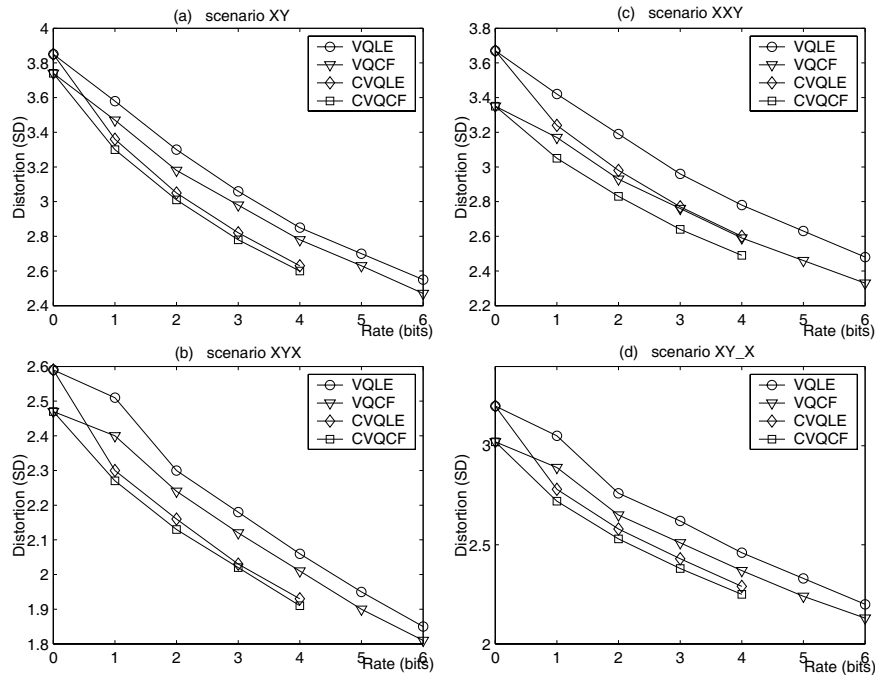 (a) scenario XY
4
3.8
3.6
3.4
3.2
3
2.8
2.6
2.4
Distortion (SD)
0 1 2 3 4 5 6
Rate (bits)
VQLE
VQCF
CVQLE
CVQCF
(c) scenario XXY
3.8
3.6
3.4
3.2
3
2.8
2.6
2.4
2.2
Distortion (SD)
0 1 2 3 4 5 6
Rate (bits)
VQLE
VQCF
CVQLE
CVQCF
(b) scenario XYX
2.6
2.5
2.4
2.3
2.2
2.1
2
1.9
1.8
Distortion (SD)
0 1 2 3 4 5 6
Rate (bits)
VQLE
VQCF
CVQLE
CVQCF
(d) scenario XY_X
3
2.5
2
Distortion (SD)
0 1 2 3 4 5 6
Rate (bits)
VQLE
VQCF
CVQLE
CVQCF